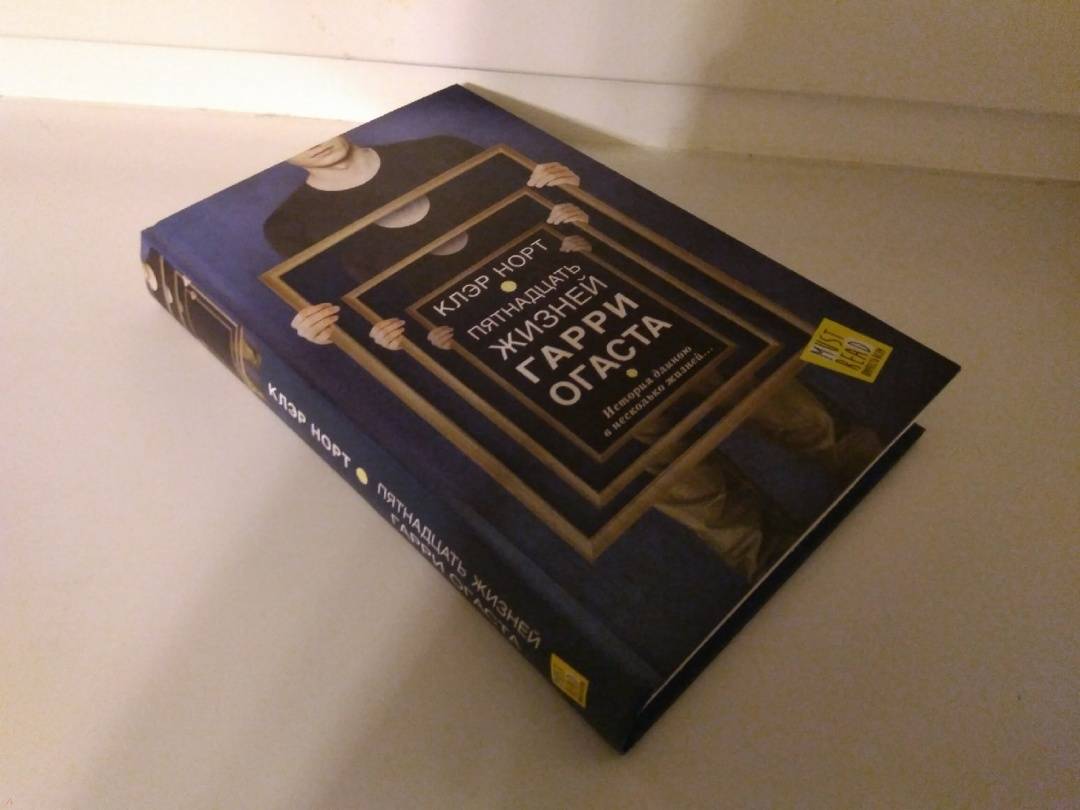 КЛЭР НОРТ
ПЯТНАДЦАТЬ
ЖИЗНЕЙ
ГАРРИ
ОГАСТА
История длиною
в несколько жизней...
MUST
READ
КЛЭР НОРТ
ПЯТНАДЦАТЬ ЖИЗНЕЙ
ГАРРИ ОГАСТА